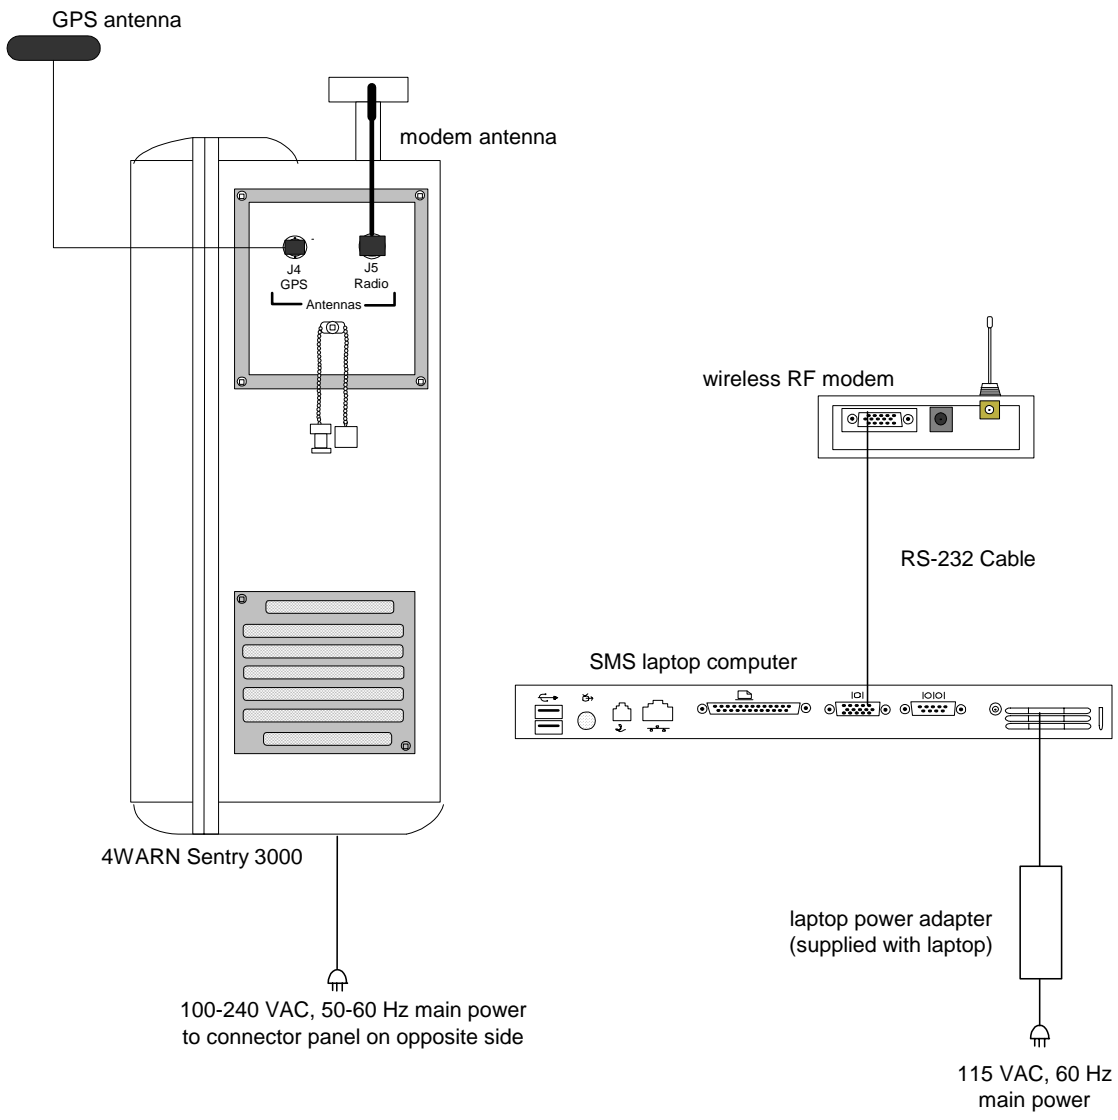 GPS antenna
modem antenna
J4
GPS
J5
Radio
Antennas
wireless RF modem
RS-232 Cable
SMS laptop computer
|O|
|O|O|
4WARN Sentry 3000
laptop power adapter
(supplied with laptop)
100-240 VAC, 50-60 Hz main power
to connector panel on opposite side
115 VAC, 60 Hz
main power